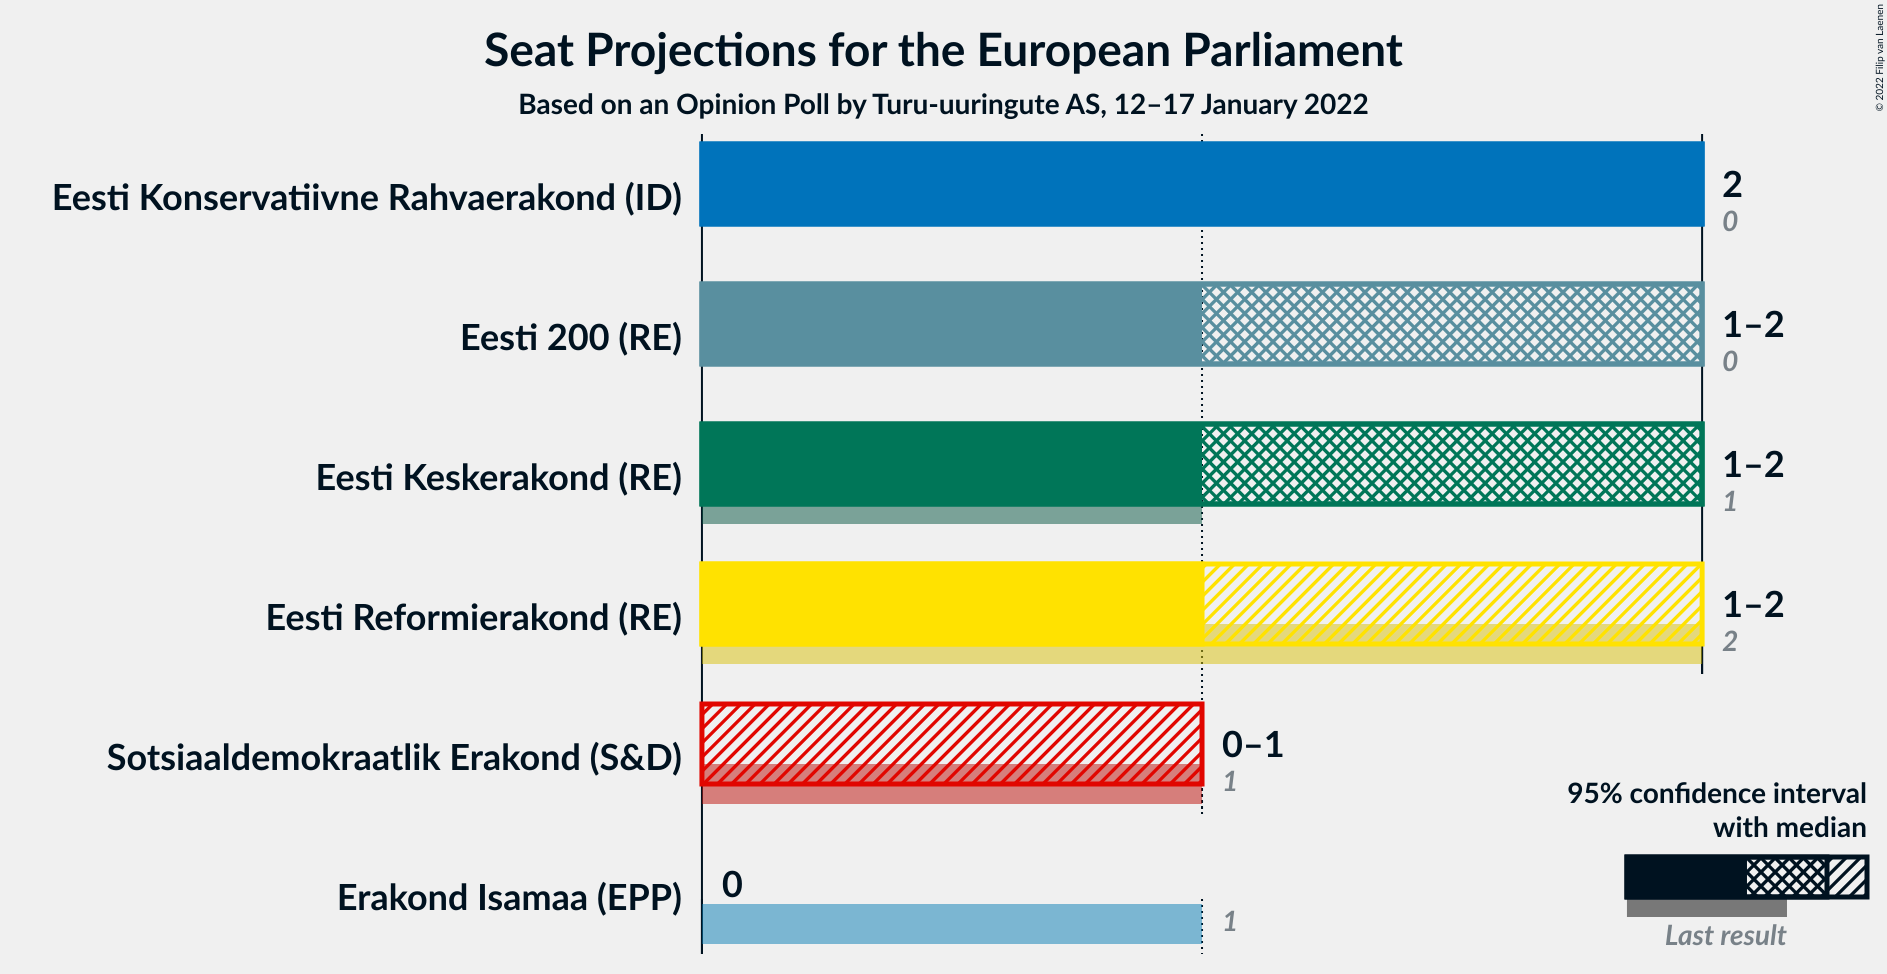 Seat Projections for the European Parliament
Based on an Opinion Poll by Turu-uuringute AS, 12–17 January 2022
© 2022 Filip van Laenen
Eesti Konservatiivne Rahvaerakond (ID)
2
0
Eesti 200 (RE)
1–2
0
Eesti Keskerakond (RE)
1–2
1
Eesti Reformierakond (RE)
1–2
2
Sotsiaaldemokraatlik Erakond (S&D)
0–1
1
Erakond Isamaa (EPP)
0
1
95% confidence interval
with median
Last result